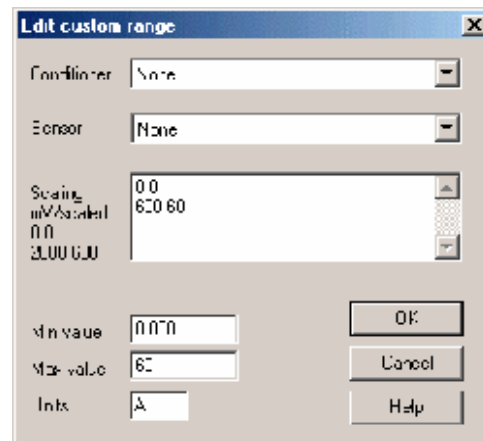 Edit custom range
Conditioner None
Sensor None
Scaling
mV/scaled
0,0
0,0
600,60
Min value 0.000
Max value 60
Units A
OK
Cancel
Help